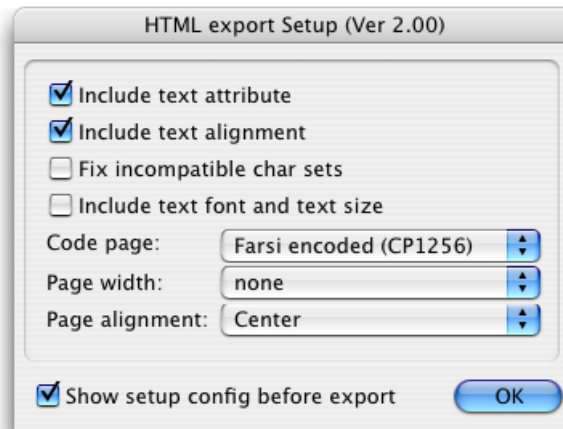 HTML export Setup (Ver 2.00)
Include text attribute
Include text alignment
Fix incompatible char sets
Include text font and text size
Code page: Farsi encoded (CP1256)
Page width: none
Page alignment: Center
Show setup config before export OK